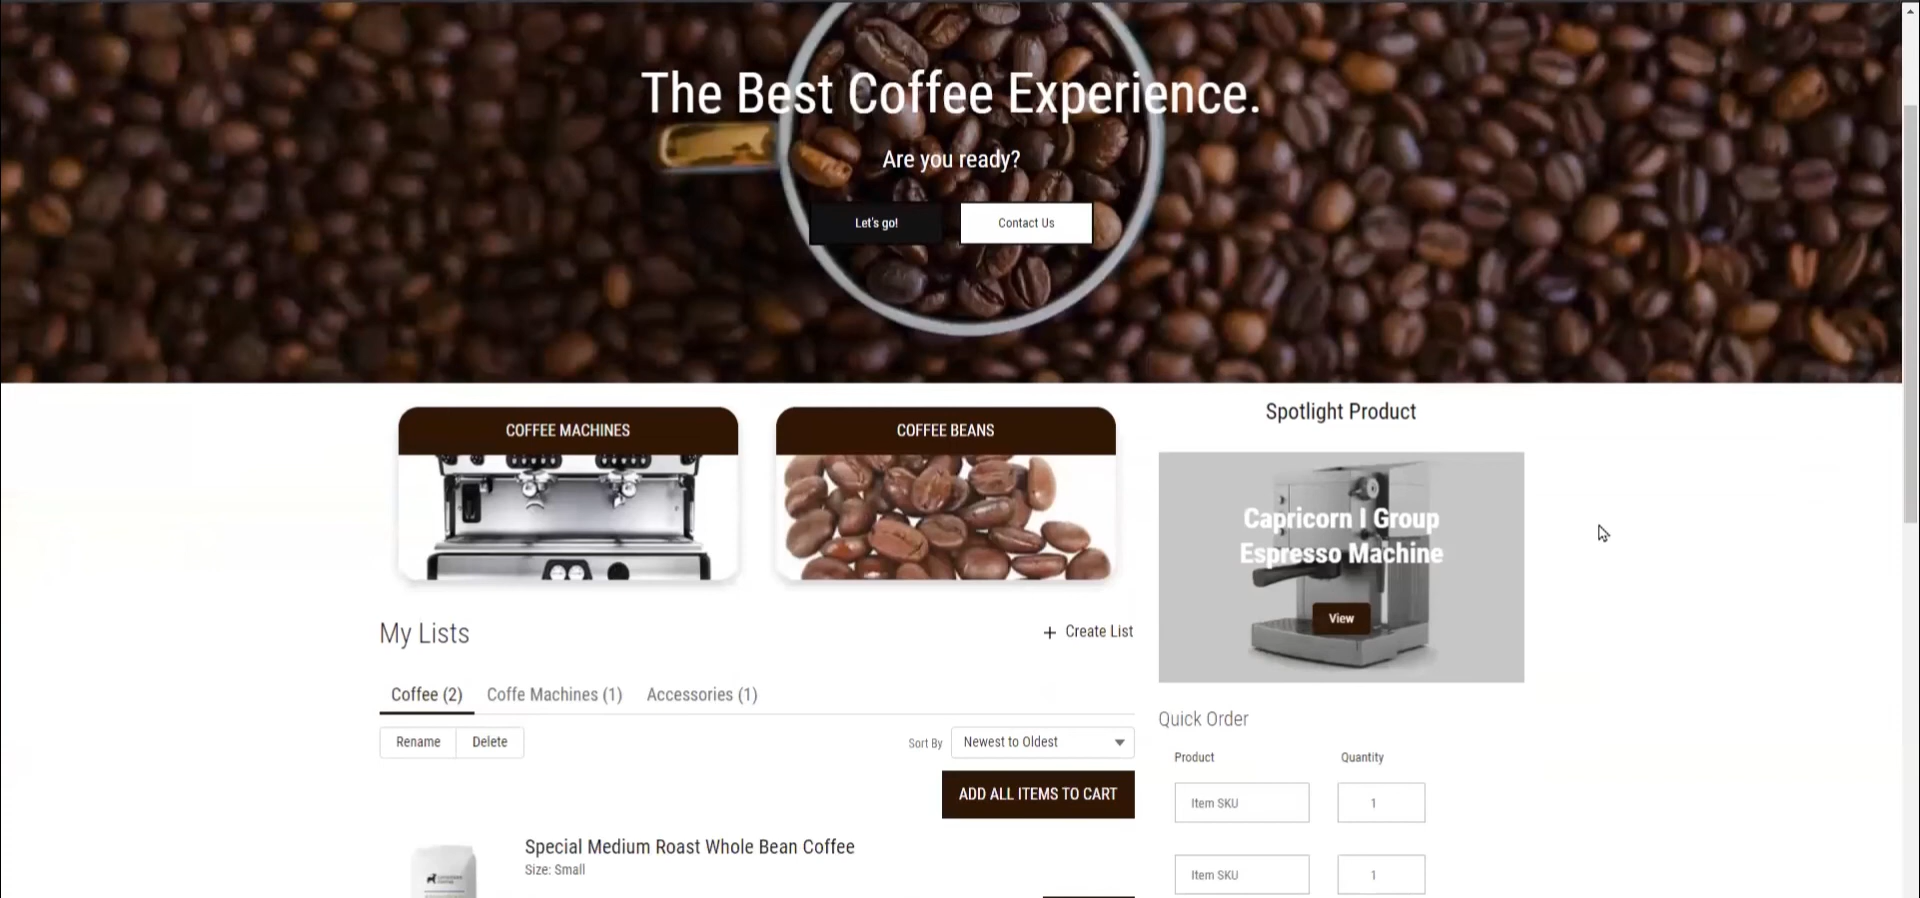 The Best Coffee Experience.
Are you ready?
Let's go!
Contact Us
COFFEE MACHINES
COFFEE BEANS
Spotlight Product
Capricorn I Group
Espresso Machine
View
My Lists
+ Create List
Coffee (2)
Coffe Machines (1)
Accessories (1)
Rename
Delete
Sort By
Newest to Oldest
ADD ALL ITEMS TO CART
Special Medium Roast Whole Bean Coffee
Size: Small
Quick Order
Product
Quantity
Item SKU
1
Item SKU
1